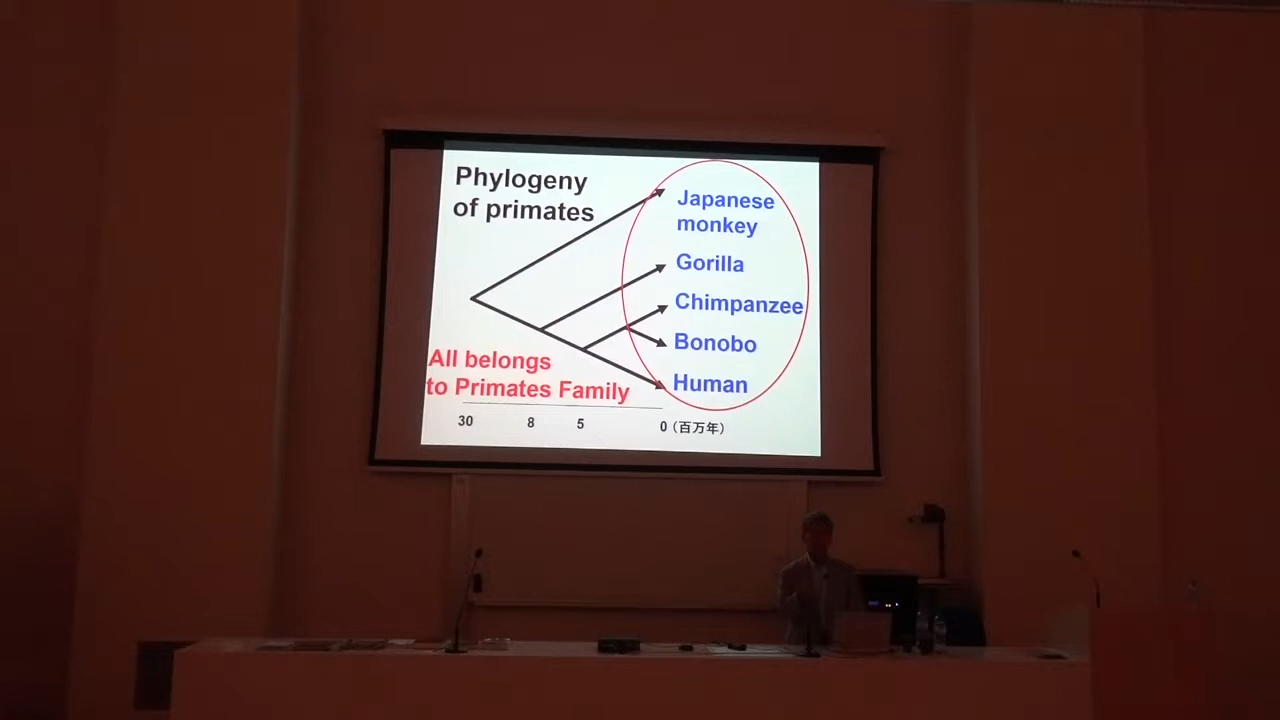 Phylogeny
of primates
Japanese
monkey
Gorilla
Chimpanzee
Bonobo
Human
All belongs
to Primates Family
30 8 5 0 (百万年)